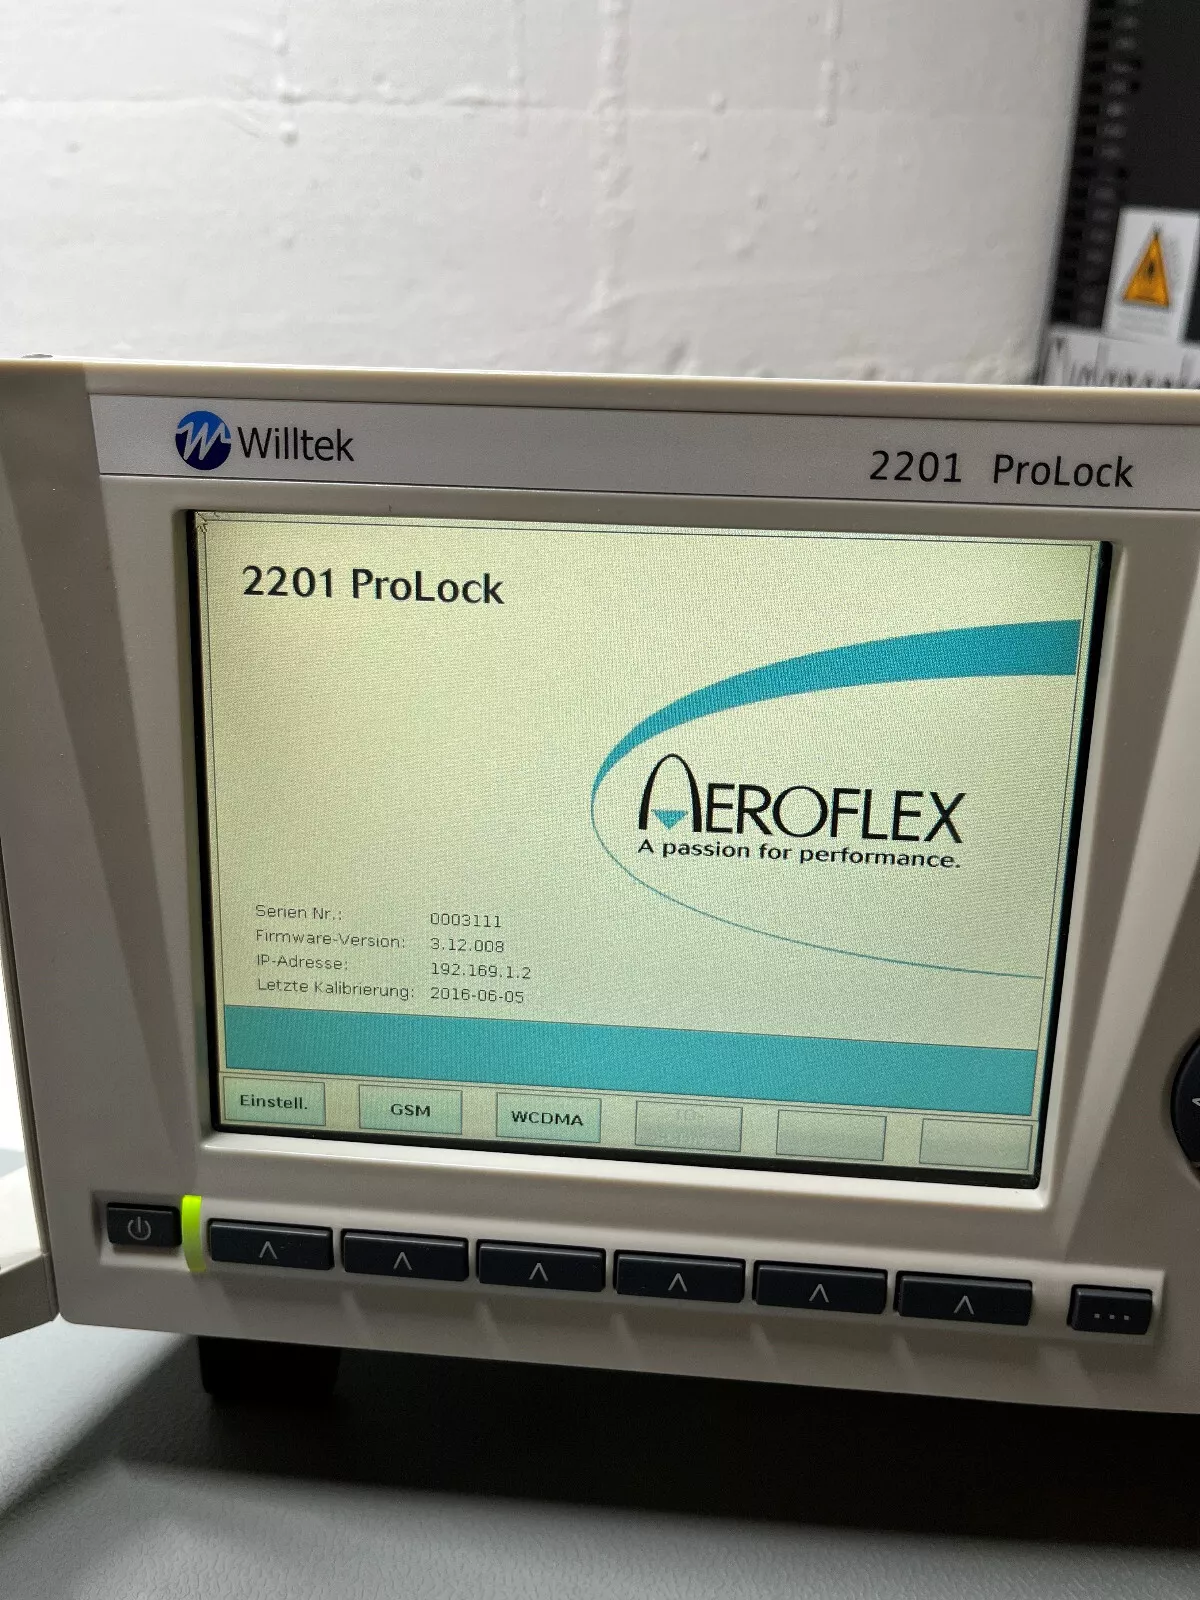 Willtek
2201 ProLock
2201 ProLock
AEROFLEX
A passion for performance.
Serien Nr.: 0003111
Firmware-Version: 3.12.008
IP-Adresse: 192.169.1.2
Letzte Kalibrierung: 2016-06-05
Einstell. GSM WCDMA